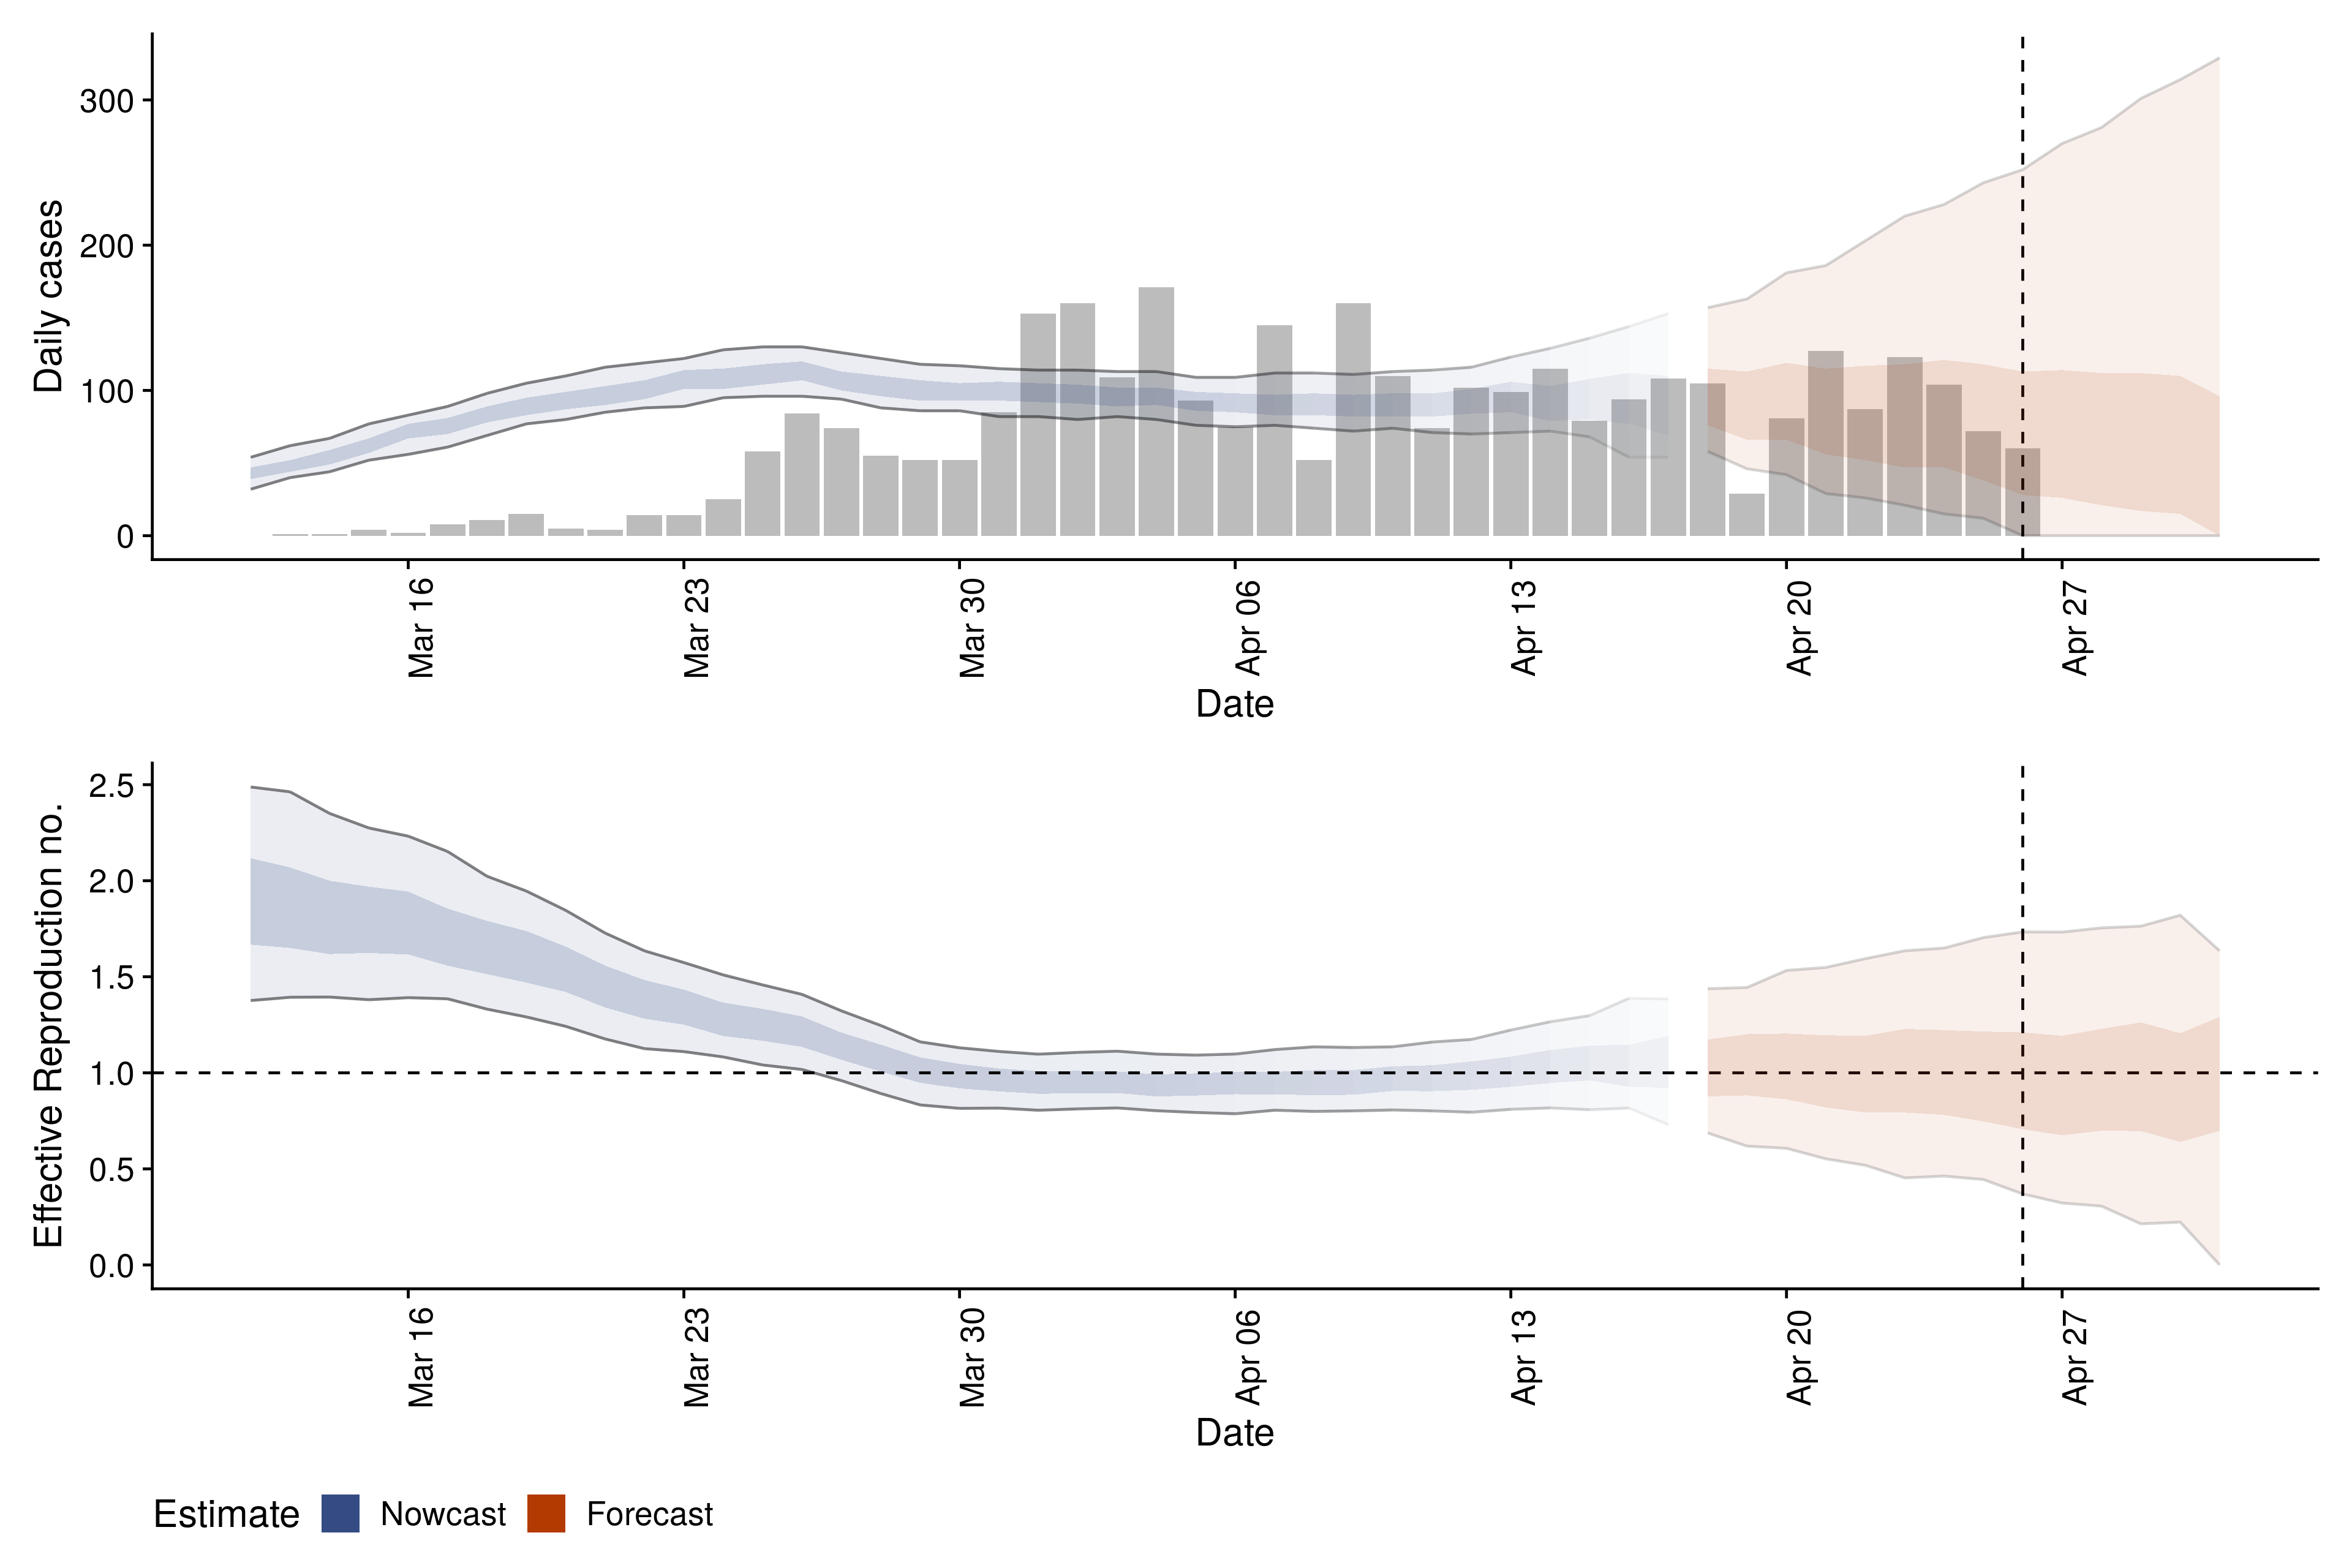 Daily cases
300
200
100
0
Mar 16
Mar 23
Mar 30
Apr 06
Apr 13
Apr 20
Apr 27
Date
Effective Reproduction no.
2.5
2.0
1.5
1.0
0.5
0.0
Mar 16
Mar 23
Mar 30
Apr 06
Apr 13
Apr 20
Apr 27
Date
Estimate Nowcast Forecast